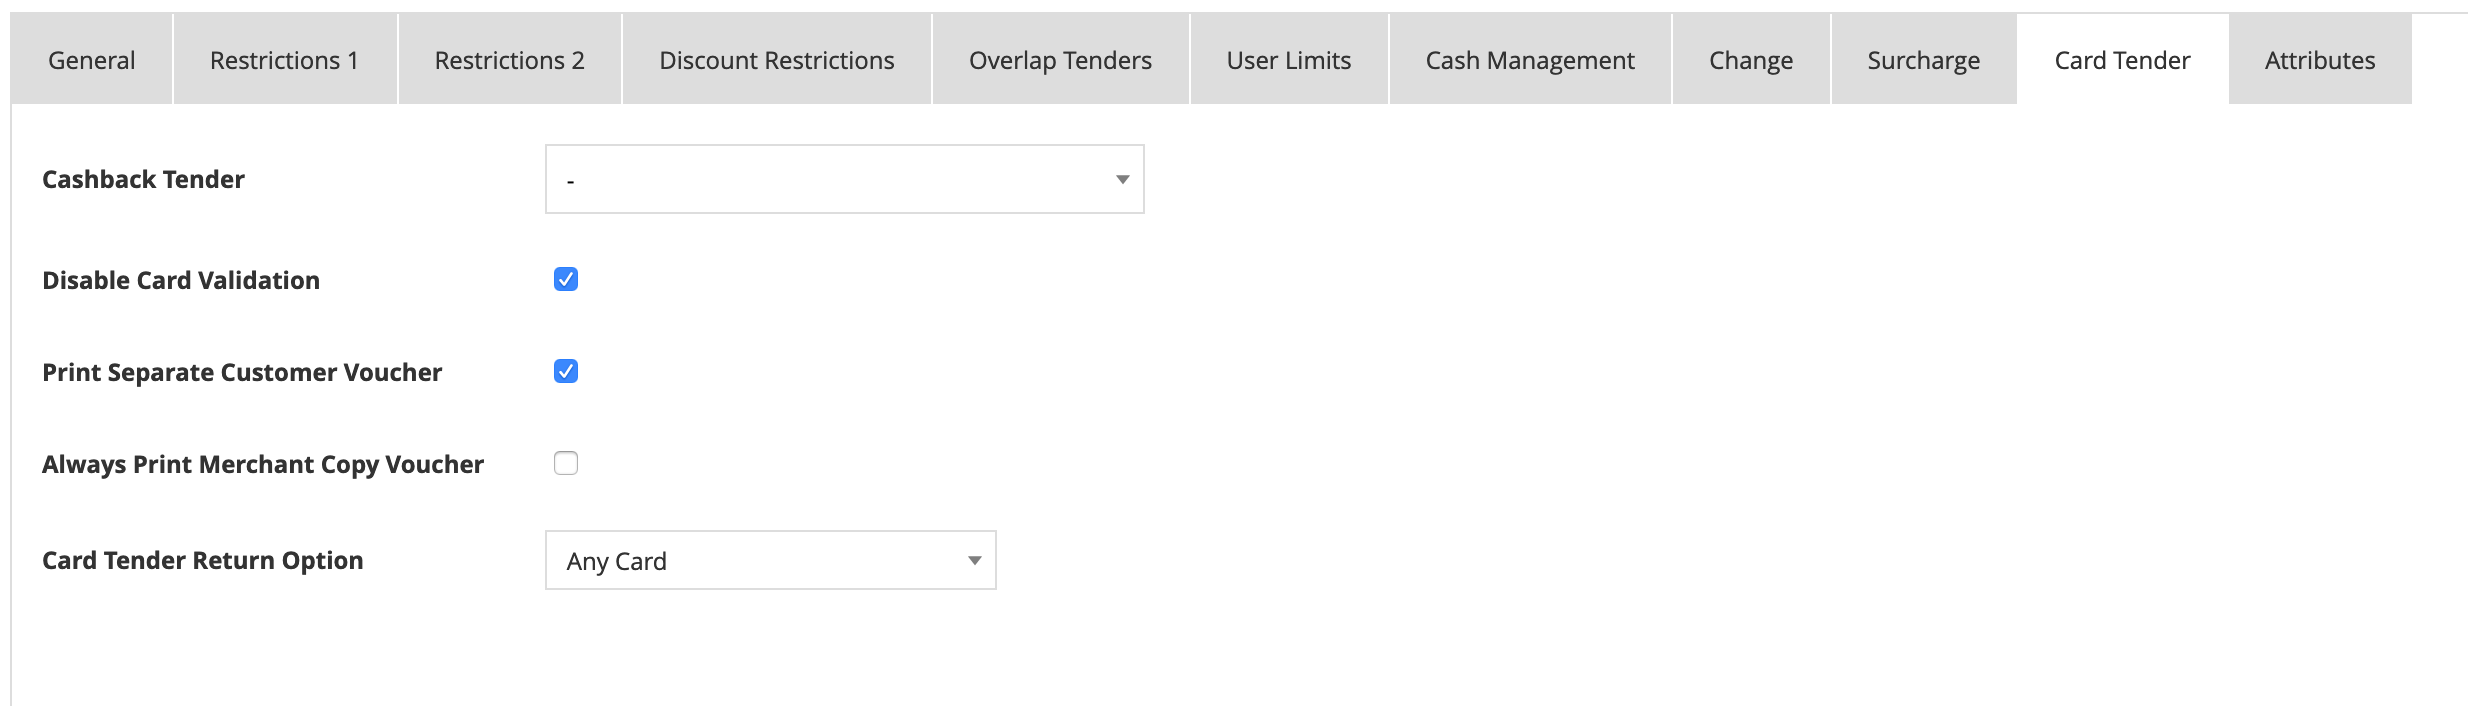 General Restrictions 1 Restrictions 2 Discount Restrictions Overlap Tenders User Limits Cash Management Change Surcharge Card Tender Attributes
Cashback Tender -
Disable Card Validation
Print Separate Customer Voucher
Always Print Merchant Copy Voucher
Card Tender Return Option Any Card